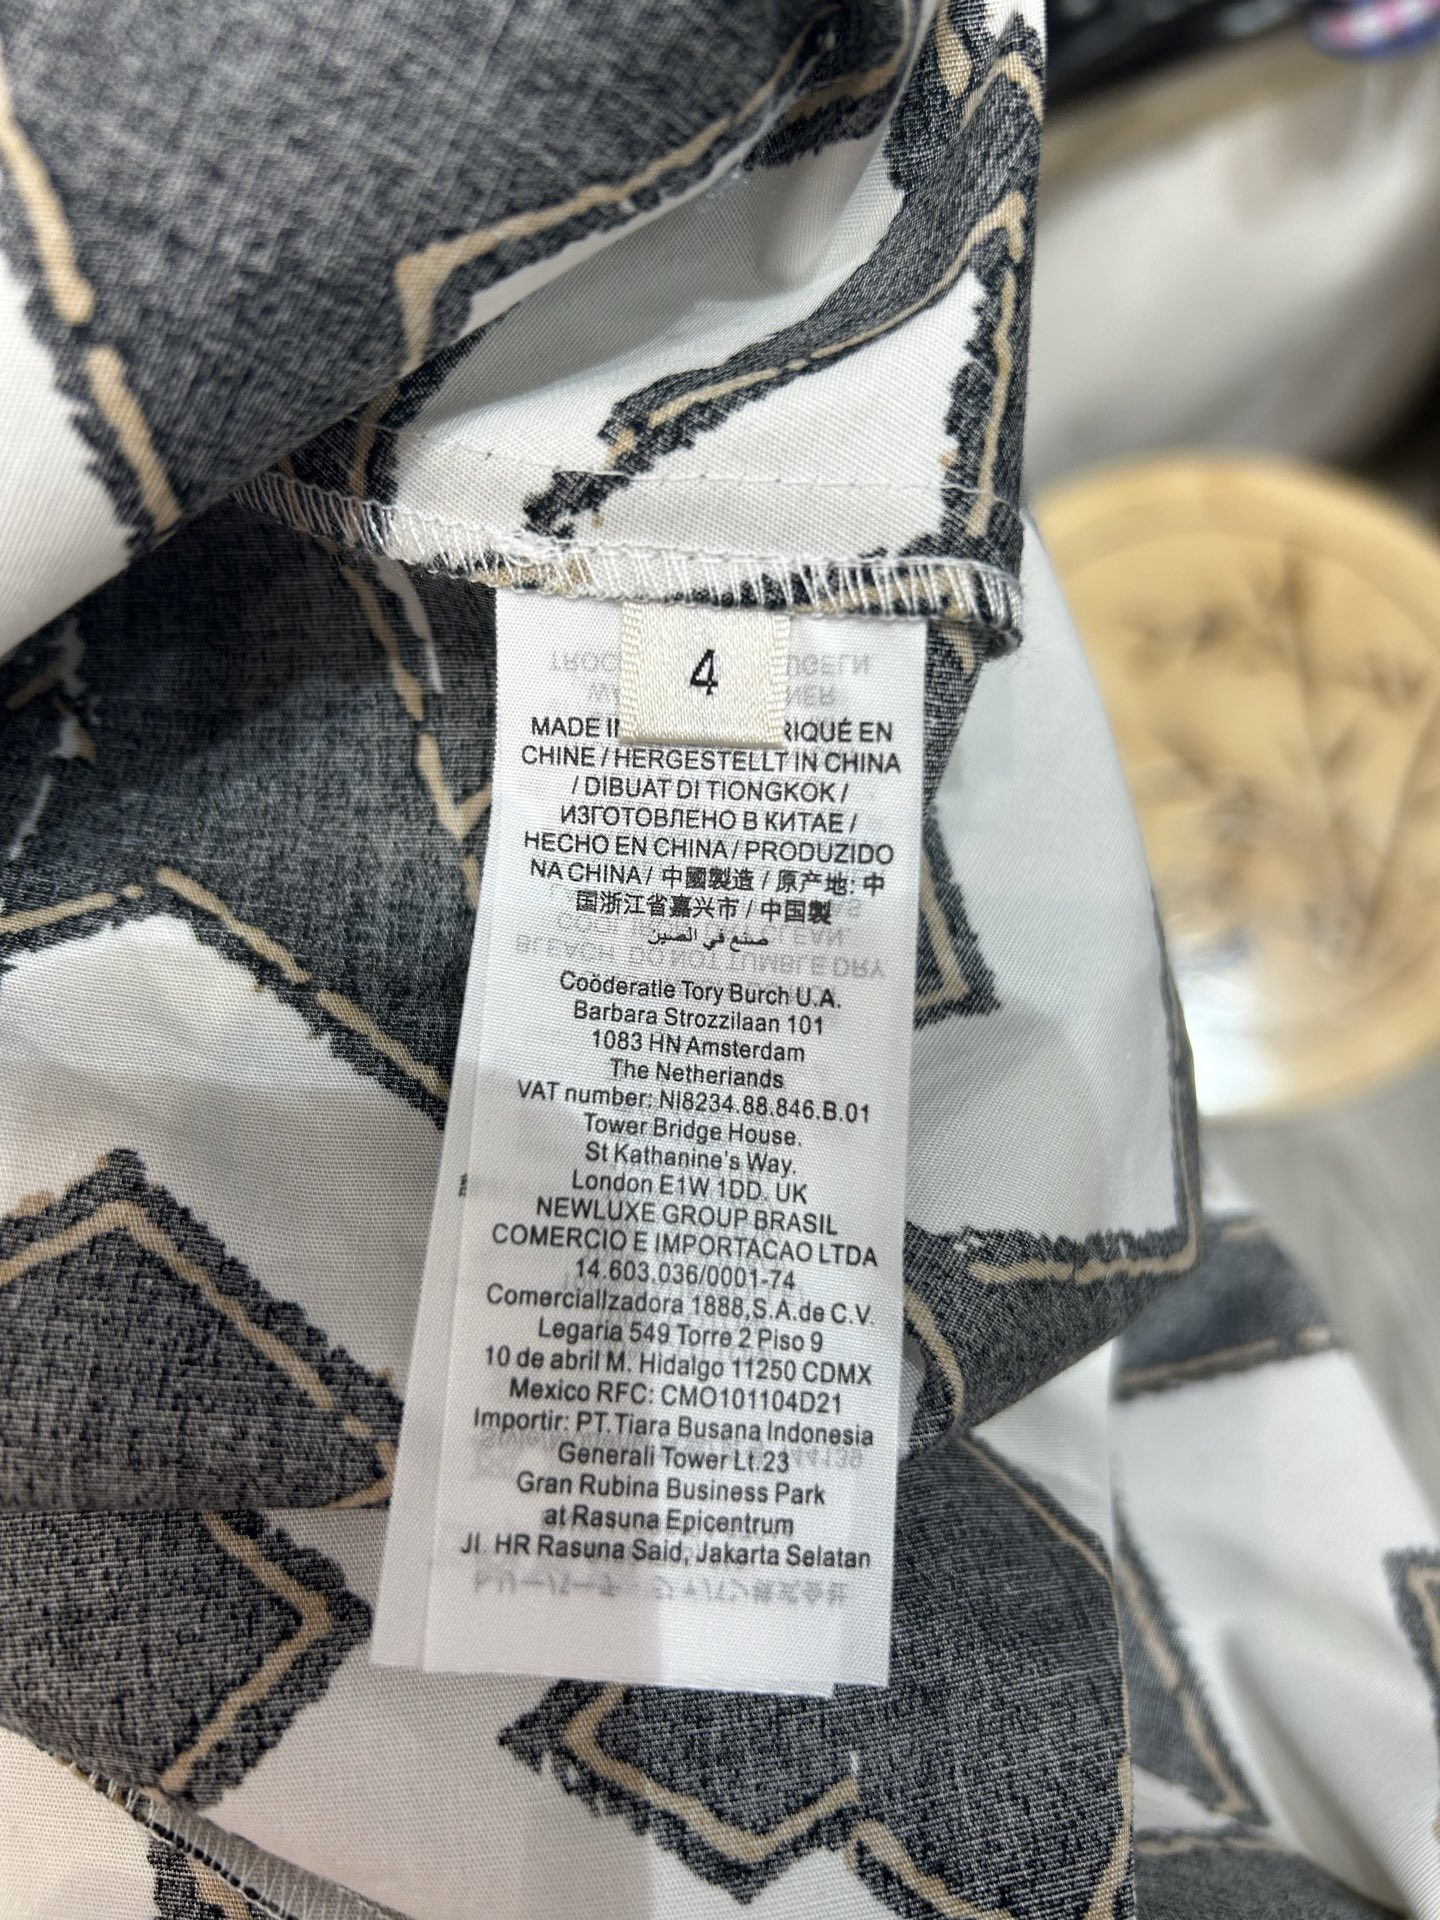 4
MADE IN RIQUÉ EN
CHINE / HERGESTELLT IN CHINA
/ DIBUAT DI TIONGKOK /
ИЗГОТОВЛЕНО В КИТАЕ /
HECHO EN CHINA / PRODUZIDO
NA CHINA / 中國製造 / 原产地: 中
国浙江省嘉兴市 / 中国製
صنع في الصين
Coöderatle Tory Burch U.A.
Barbara Strozzilaan 101
1083 HN Amsterdam
The Netherlands
VAT number: NI8234.88.846.B.01
Tower Bridge House.
St Kathanine's Way.
London E1W 1DD. UK
NEWLUXE GROUP BRASIL
COMERCIO E IMPORTACAO LTDA
14.603.036/0001-74
Comerciallzadora 1888,S.A.de C.V.
Legaria 549 Torre 2 Piso 9
10 de abril M. Hidalgo 11250 CDMX
Mexico RFC: CMO101104D21
Importir: PT.Tiara Busana Indonesia
Generali Tower Lt.23
Gran Rubina Business Park
at Rasuna Epicentrum
Jl. HR Rasuna Said, Jakarta Selatan